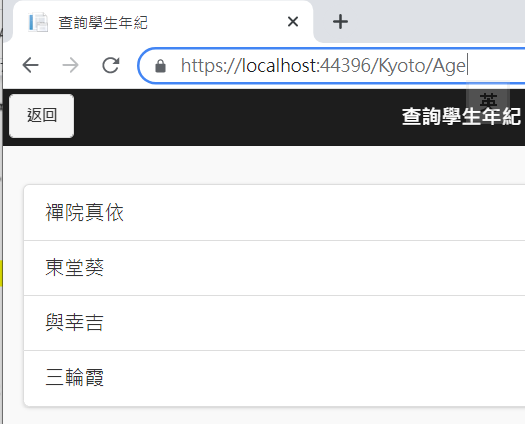 查詢學生年紀
https://localhost:44396/Kyoto/Age
英
返回
查詢學生年紀
禪院真依
東堂葵
與幸吉
三輪霞